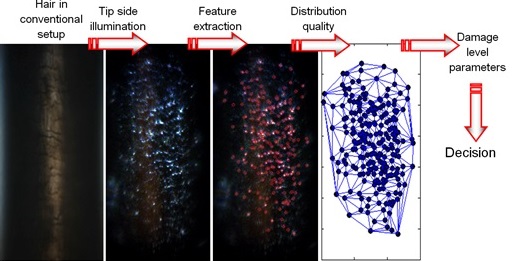 Hair in
conventional
setup
Tip side
illumination
Feature
extraction
Distribution
quality
Damage
level
parameters
Decision